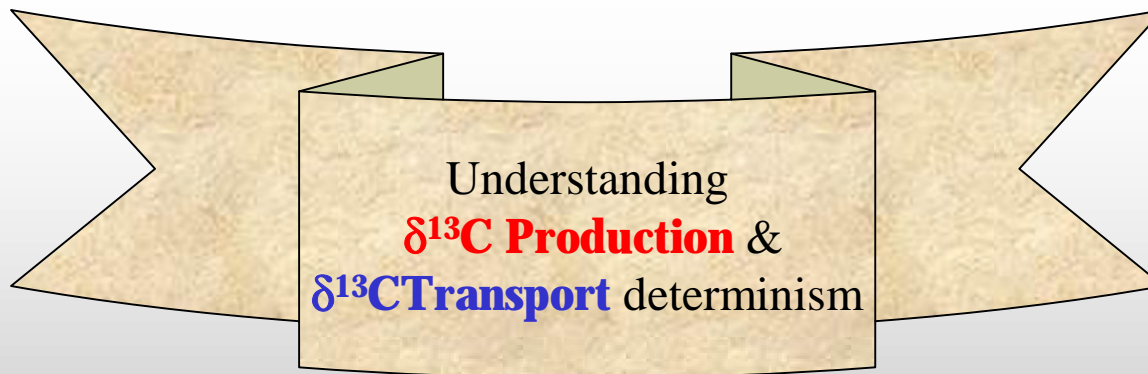 Understanding
δ¹³C Production &
δ¹³CTransport determinism